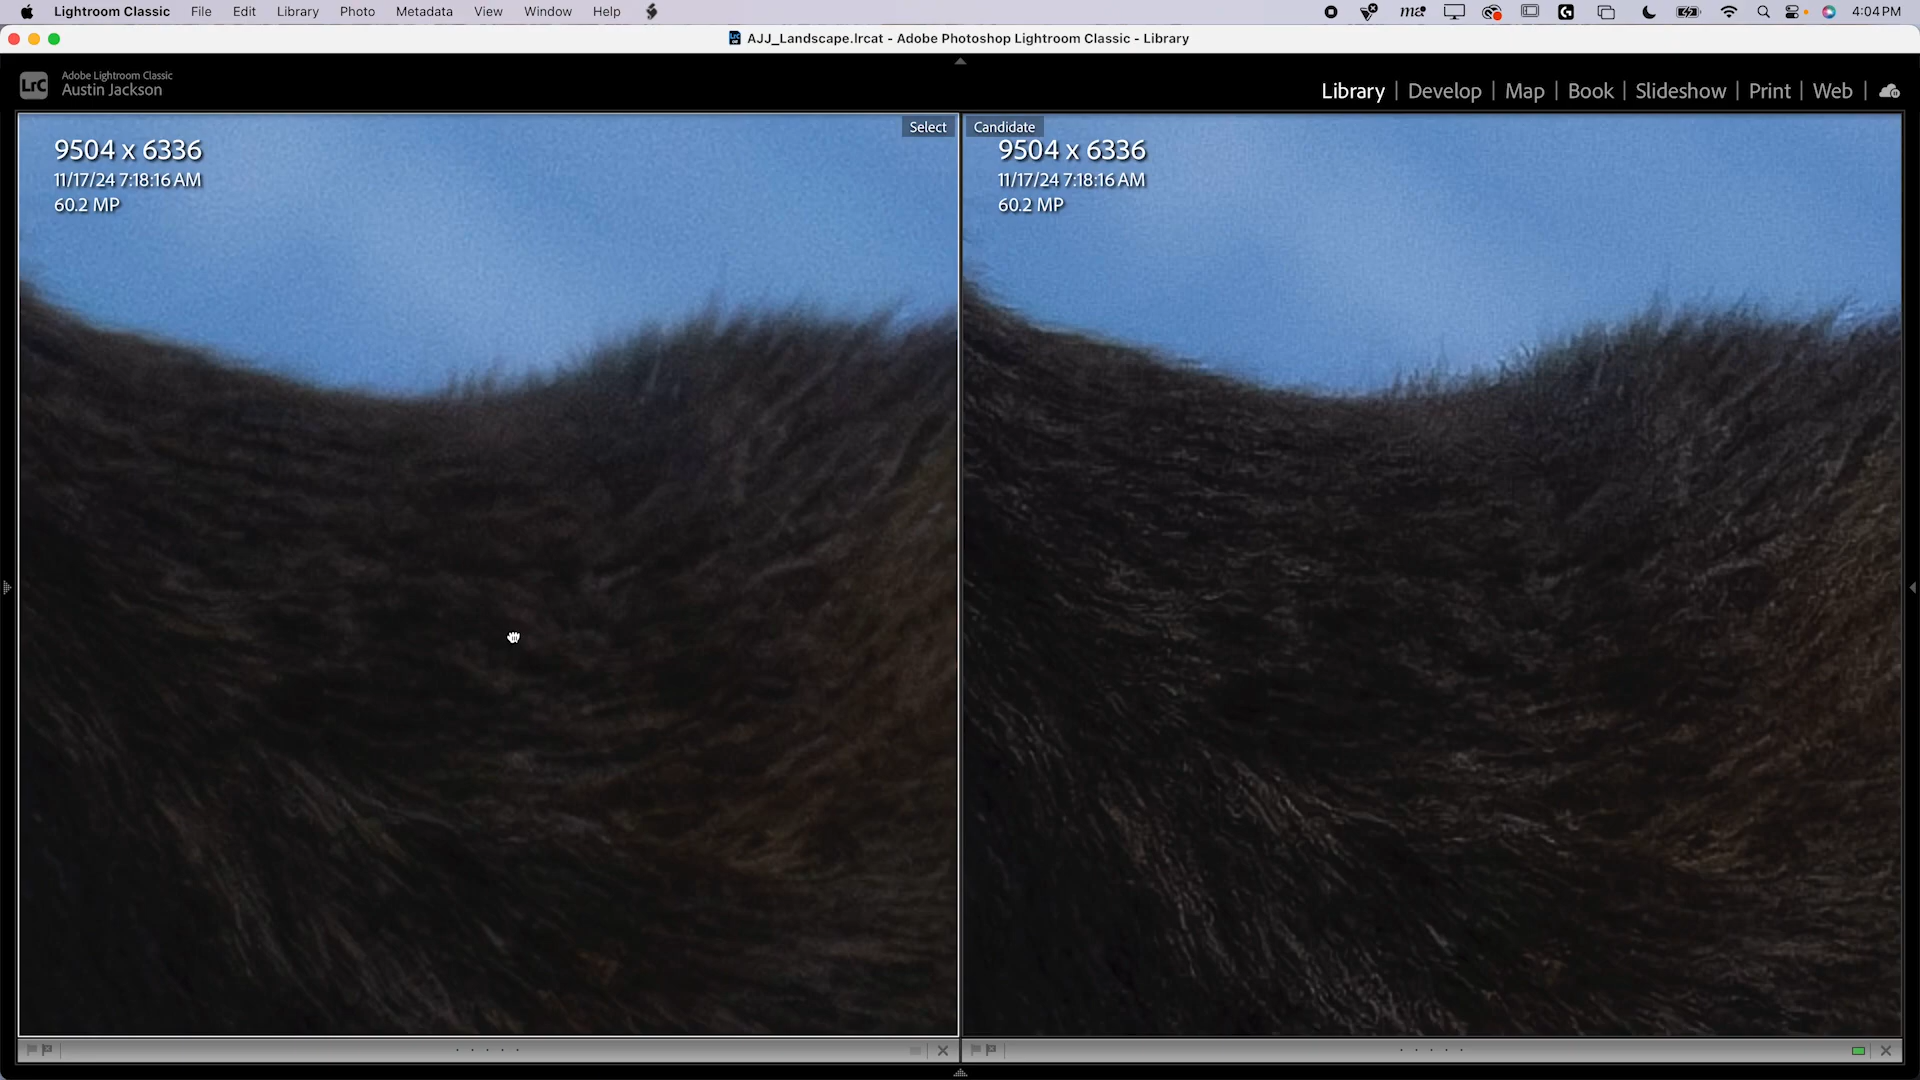 Lightroom Classic File Edit Library Photo Metadata View Window Help 4:04PM
AJJ_Landscape.lrcat - Adobe Photoshop Lightroom Classic - Library
LrC
Adobe Lightroom Classic
Austin Jackson
Library | Develop | Map | Book | Slideshow | Print | Web
Select
9504 x 6336
11/17/24 7:18:16 AM
60.2 MP
Candidate
9504 x 6336
11/17/24 7:18:16 AM
60.2 MP